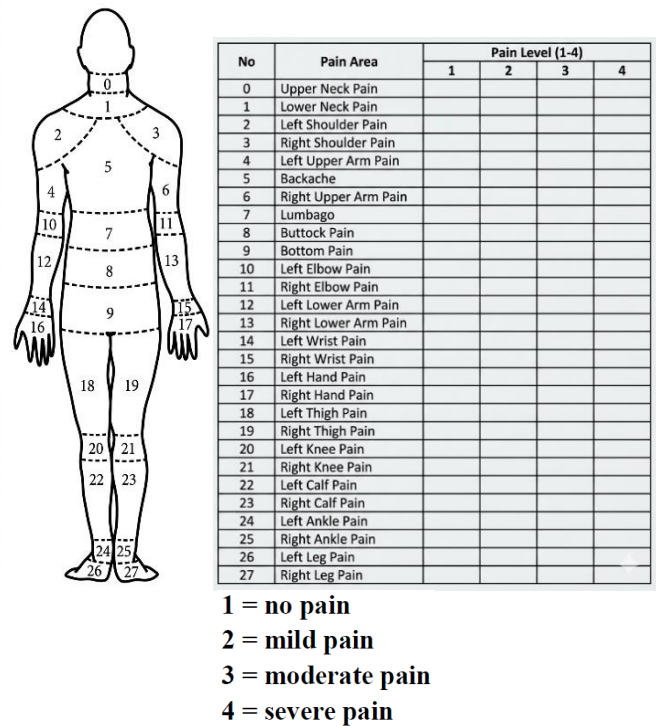 0
1
2 3
5
4 6
10 11
7
12 13
8
14 15
9
16 17
18 19
20 21
22 23
24 25
26 27
No Pain Area Pain Level (1-4)
1 2 3 4
0 Upper Neck Pain
1 Lower Neck Pain
2 Left Shoulder Pain
3 Right Shoulder Pain
4 Left Upper Arm Pain
5 Backache
6 Right Upper Arm Pain
7 Lumbago
8 Buttock Pain
9 Bottom Pain
10 Left Elbow Pain
11 Right Elbow Pain
12 Left Lower Arm Pain
13 Right Lower Arm Pain
14 Left Wrist Pain
15 Right Wrist Pain
16 Left Hand Pain
17 Right Hand Pain
18 Left Thigh Pain
19 Right Thigh Pain
20 Left Knee Pain
21 Right Knee Pain
22 Left Calf Pain
23 Right Calf Pain
24 Left Ankle Pain
25 Right Ankle Pain
26 Left Leg Pain
27 Right Leg Pain
1 = no pain
2 = mild pain
3 = moderate pain
4 = severe pain